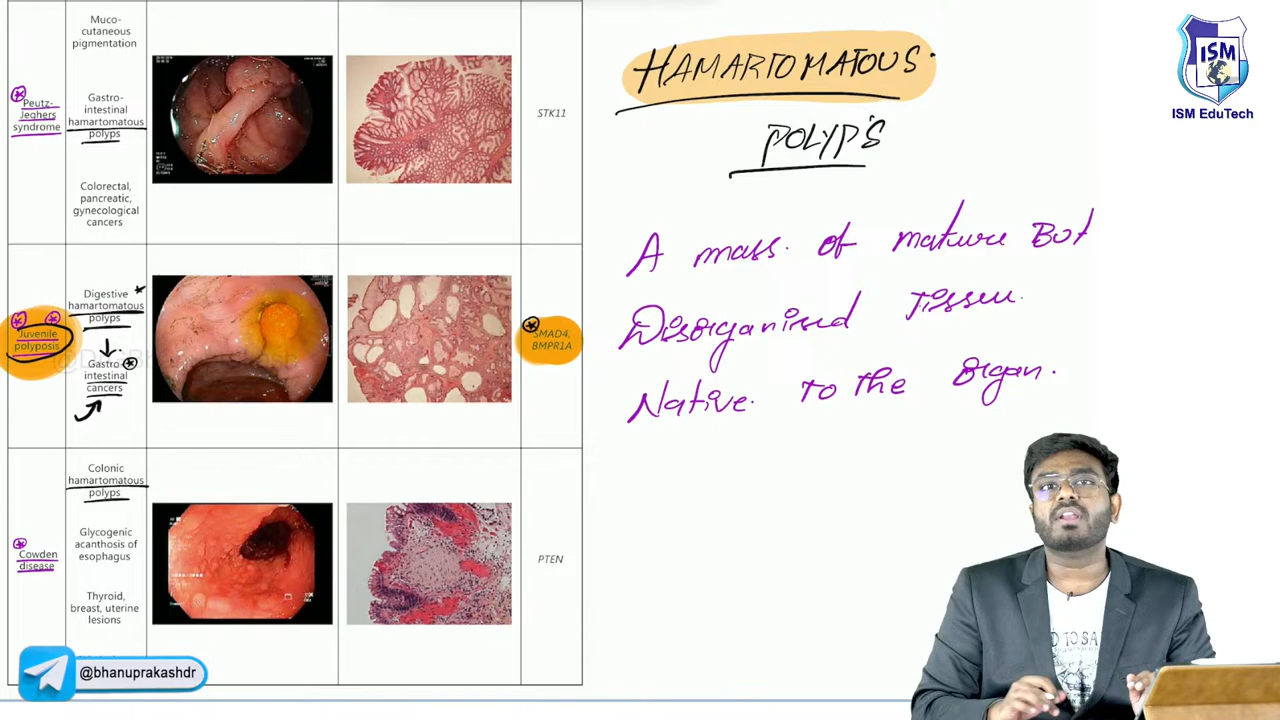 Muco-
cutaneous
pigmentation
Peutz-
Jeghers
syndrome
Gastro-
intestinal
hamartomatous
polyps
STK11
Colorectal,
pancreatic,
gynecological
cancers
Juvenile
polyposis
Digestive
hamartomatous
polyps
Gastro-
intestinal
cancers
SMAD4,
BMPR1A
Cowden
disease
Colonic
hamartomatous
polyps
Glycogenic
acanthosis of
esophagus
Thyroid,
breast, uterine
lesions
PTEN
HAMARTOMATOUS
POLYP'S
A mass of mature But
Disorganised
Native to the organ.
ISM
ISM EduTech
@bhanuprakashdr